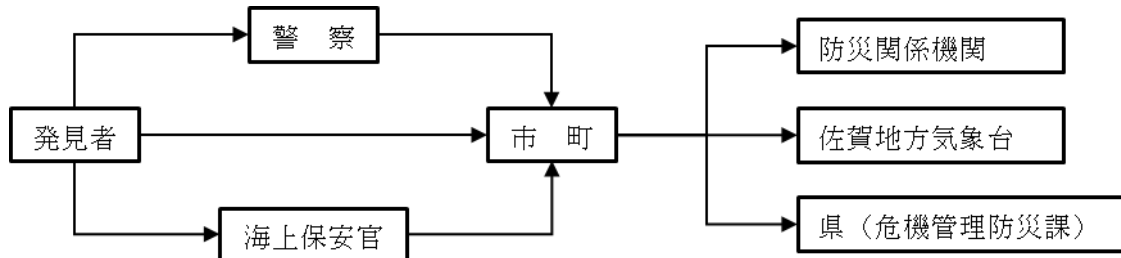 警　察
防災関係機関
発見者
市　町
佐賀地方気象台
海上保安官
県（危機管理防災課）